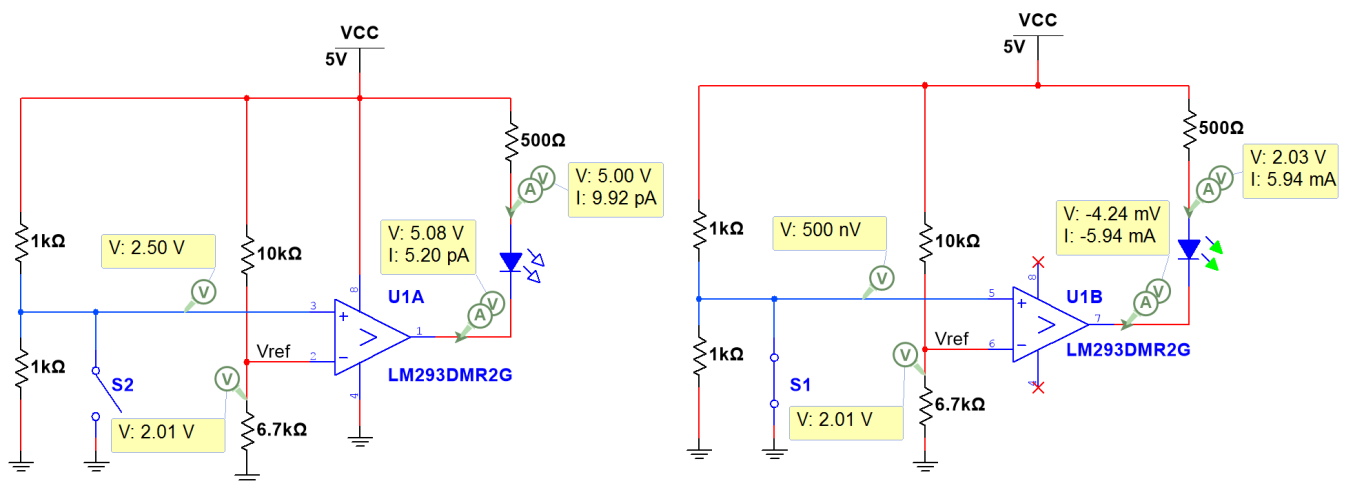 VCC
5V
500Ω
V: 5.00 V
I: 9.92 pA
V: 5.08 V
I: 5.20 pA
1kΩ
V: 2.50 V
V
10kΩ
A
V
A
V
U1A
8
3
+
1
2
−
4
Vref
LM293DMR2G
1kΩ
S2
V
V: 2.01 V
6.7kΩ
VCC
5V
500Ω
V: 2.03 V
I: 5.94 mA
V: -4.24 mV
I: -5.94 mA
1kΩ
V: 500 nV
V
10kΩ
A
V
A
V
U1B
8
5
+
7
6
−
4
Vref
LM293DMR2G
1kΩ
S1
V
V: 2.01 V
6.7kΩ